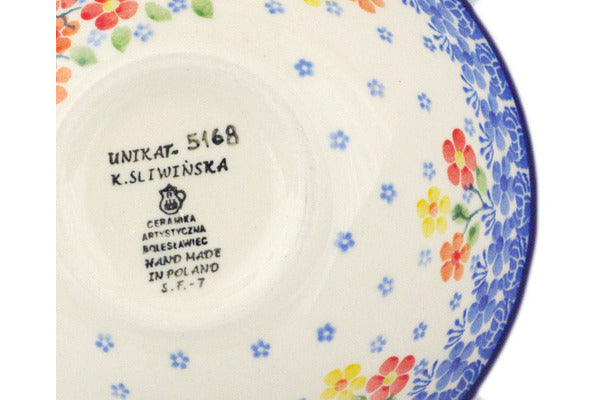 UNIKAT- 5168
K.SLIWIŃSKA
CERAMIKA
ARTYSTYCZNA
BOLESŁAWIEC
HAND MADE
IN POLAND
S.F.-7